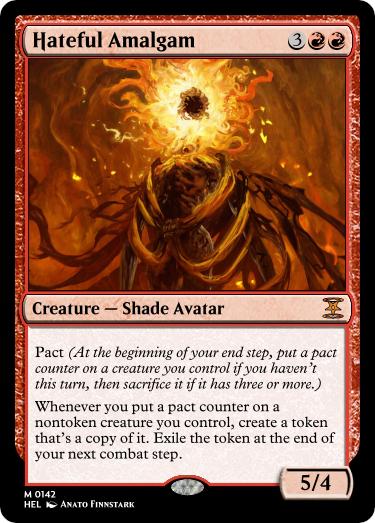 Hateful Amalgam 3
Creature — Shade Avatar
Pact (At the beginning of your end step, put a pact
counter on a creature you control if you haven't
this turn, then sacrifice it if it has three or more.)
Whenever you put a pact counter on a
nontoken creature you control, create a token
that's a copy of it. Exile the token at the end of
your next combat step.
5/4
M 0142
HEL Anato Finnstark